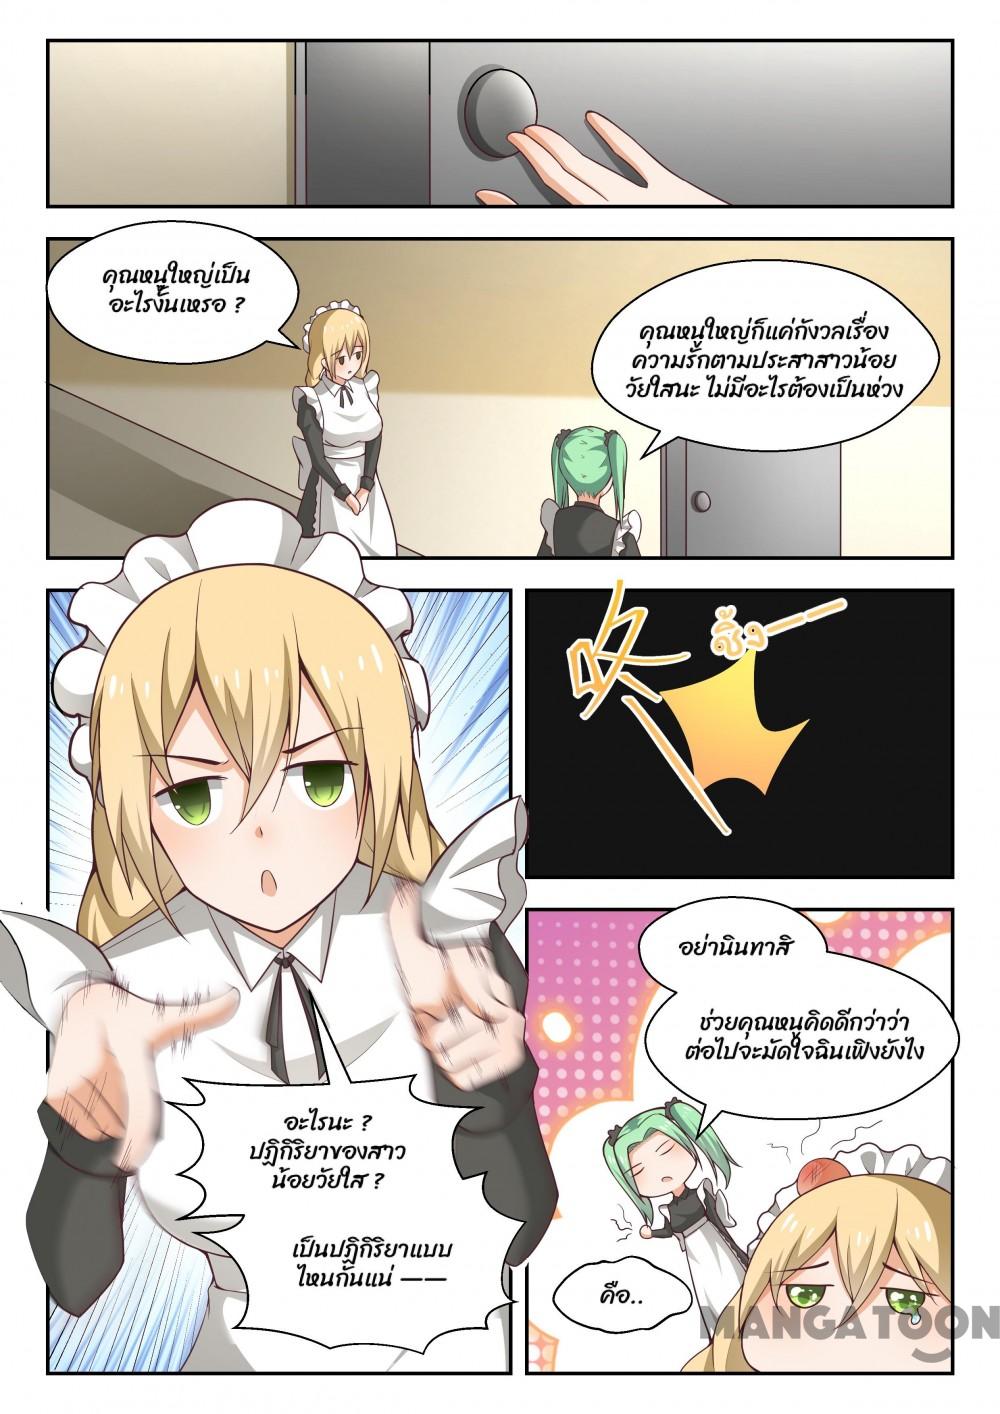 คุณหนูใหญ่เป็น
อะไรงั้นเหรอ ?
คุณหนูใหญ่ก็แค่กังวลเรื่อง
ความรักตามประสาสาวน้อย
วัยใสนะ ไม่มีอะไรต้องเป็นห่วง
อะไรนะ ?
ปฏิกิริยาของสาว
น้อยวัยใส ?
เป็นปฏิกิริยาแบบ
ไหนกันแน่ ——
咚—
ซิ้ง——
อย่านินทาสิ
ช่วยคุณหนูคิดดีกว่าว่า
ต่อไปจะมัดใจฉินเฟิงยังไง
คือ..
MANGATOON